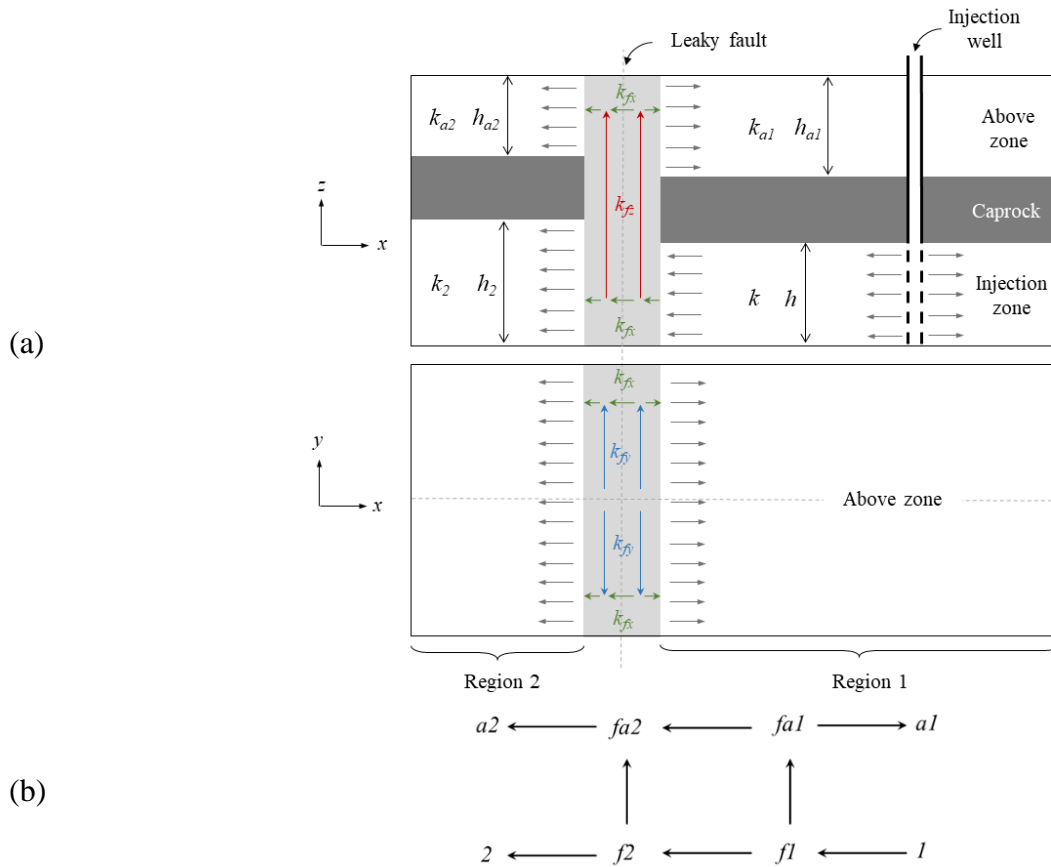 Injection
well
Leaky fault
k_fx
k_a2 h_a2
k_a1 h_a1
Above
zone
k_fz
Caprock
z
x
k_2 h_2
k h
Injection
zone
k_fx
(a)
k_fx
y
x
k_fy
Above zone
k_fy
k_fx
Region 2
Region 1
a2 fa2 fa1 a1
(b)
2 f2 f1 1